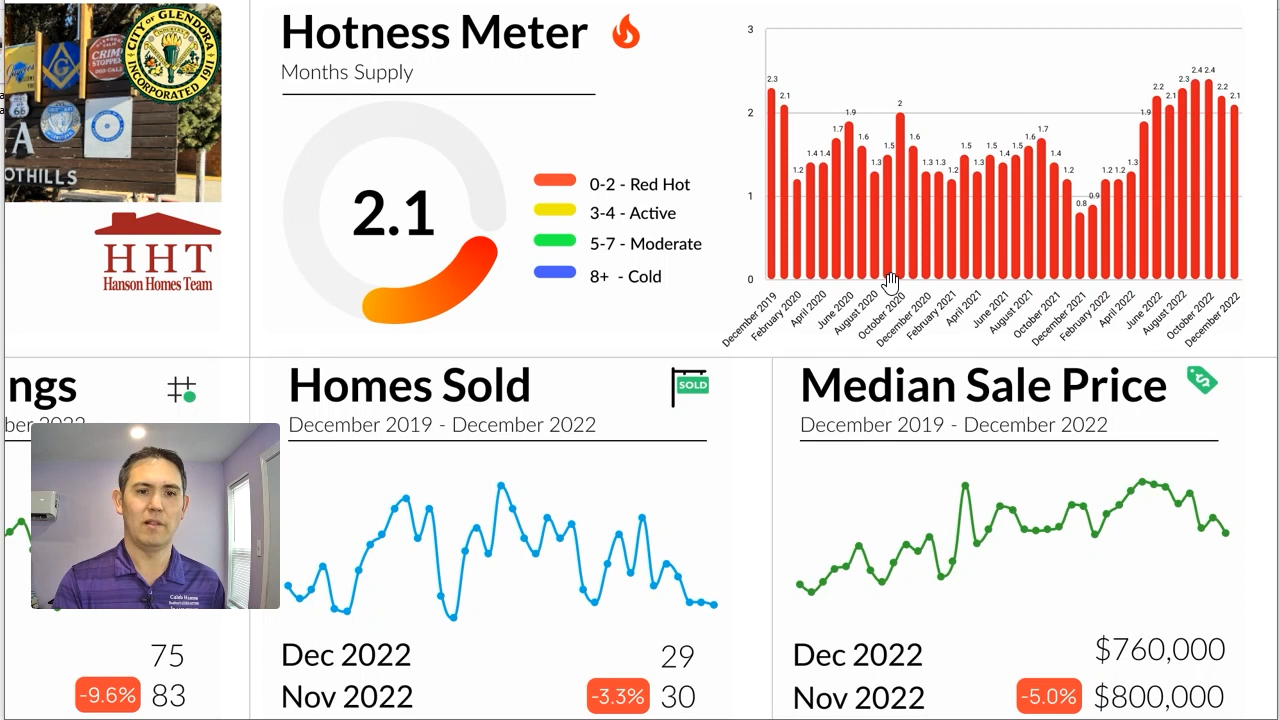 CITY OF GLENDORA
INCORPORATED 1911
CRIME
STOPPERS
66
A
OTHILLS
HHT
Hanson Homes Team
Hotness Meter
Months Supply
2.1
0-2 - Red Hot
3-4 - Active
5-7 - Moderate
8+ - Cold
3
2
1
0
2.3 2.1 1.2 1.4 1.4 1.7 1.9 1.6 1.3 1.5 2 1.6 1.3 1.3 1.2 1.5 1.3 1.5 1.4 1.5 1.6 1.7 1.4 1.2 0.8 0.9 1.2 1.2 1.3 1.9 2.2 2.1 2.3 2.4 2.4 2.2 2.1
December 2019
February 2020
April 2020
June 2020
August 2020
October 2020
December 2020
February 2021
April 2021
June 2021
August 2021
October 2021
December 2021
February 2022
April 2022
June 2022
August 2022
October 2022
December 2022
ngs
ber 2022
75
-9.6% 83
Homes Sold
SOLD
December 2019 - December 2022
Dec 2022 29
Nov 2022 -3.3% 30
Median Sale Price
$
December 2019 - December 2022
Dec 2022 $760,000
Nov 2022 -5.0% $800,000